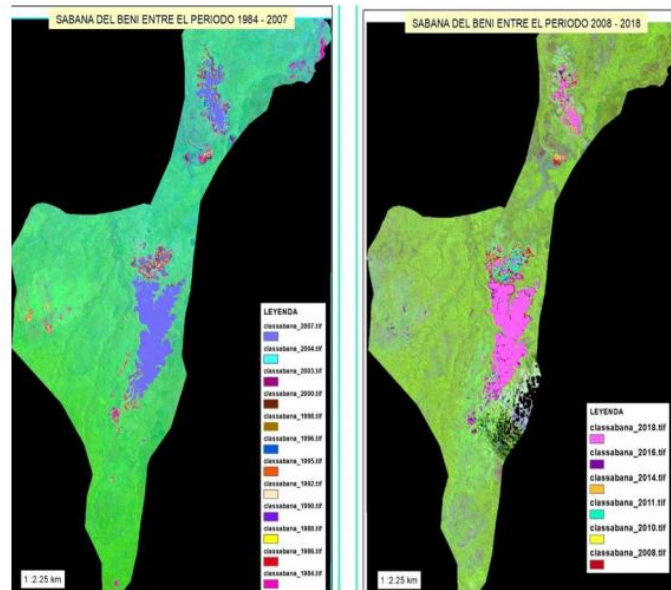 SABANA DEL BENI ENTRE EL PERIODO 1984 - 2007
LEYENDA
classabana_2007.tif
classabana_2004.tif
classabana_2003.tif
classabana_2000.tif
classabana_1998.tif
classabana_1996.tif
classabana_1995.tif
classabana_1992.tif
classabana_1990.tif
classabana_1988.tif
classabana_1986.tif
classabana_1984.tif
1 :2.25 km
SABANA DEL BENI ENTRE EL PERIODO 2008 - 2018
LEYENDA
classabana_2018.tif
classabana_2016.tif
classabana_2014.tif
classabana_2011.tif
classabana_2010.tif
classabana_2008.tif
1 :2.25 km